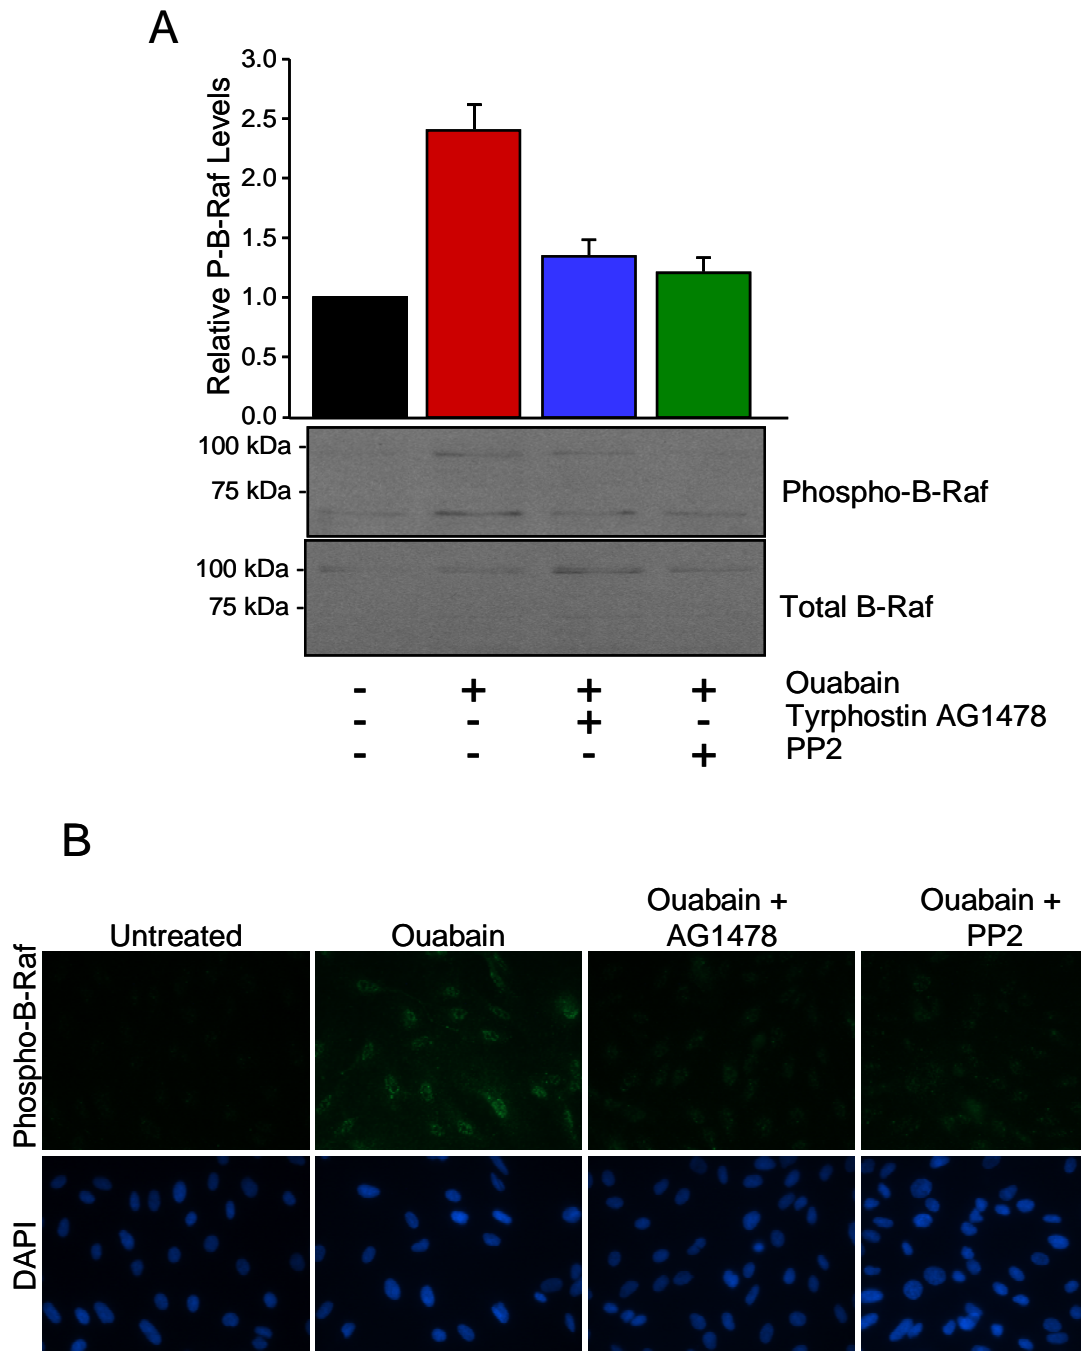 A
Relative P-B-Raf Levels
3.0
2.5
2.0
1.5
1.0
0.5
0.0
100 kDa
75 kDa
Phospho-B-Raf
100 kDa
75 kDa
Total B-Raf
- + + + Ouabain
- - + - Tyrphostin AG1478
- - - + PP2
B
Untreated
Ouabain
Ouabain +
AG1478
Ouabain +
PP2
Phospho-B-Raf
DAPI